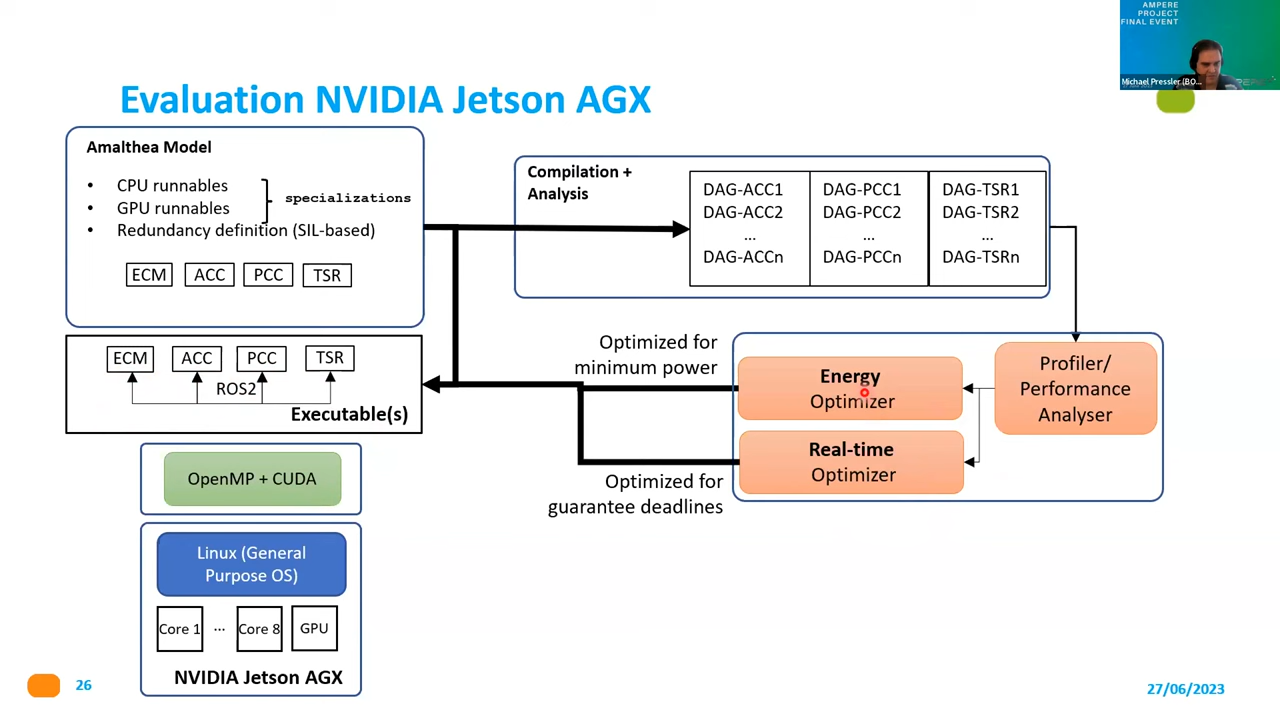 AMPERE
PROJECT
FINAL EVENT
Michael Pressler (BO...
Evaluation NVIDIA Jetson AGX
Amalthea Model
• CPU runnables
• GPU runnables
specializations
• Redundancy definition (SIL-based)
ECM ACC PCC TSR
Compilation +
Analysis
DAG-ACC1 DAG-PCC1 DAG-TSR1
DAG-ACC2 DAG-PCC2 DAG-TSR2
... ... ...
DAG-ACCn DAG-PCCn DAG-TSRn
ECM ACC PCC TSR
ROS2
Executable(s)
Optimized for
minimum power
Energy
Optimizer
Profiler/
Performance
Analyser
Real-time
Optimizer
Optimized for
guarantee deadlines
OpenMP + CUDA
Linux (General
Purpose OS)
Core 1 ... Core 8 GPU
NVIDIA Jetson AGX
26
27/06/2023